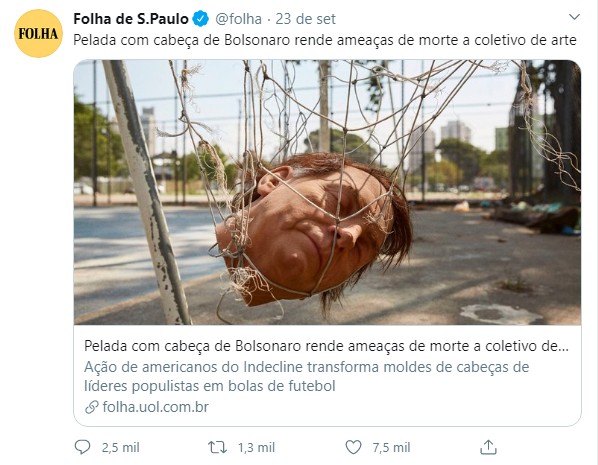 FOLHA
Folha de S.Paulo @folha · 23 de set
Pelada com cabeça de Bolsonaro rende ameaças de morte a coletivo de arte
Pelada com cabeça de Bolsonaro rende ameaças de morte a coletivo de...
Ação de americanos do Indecline transforma moldes de cabeças de
líderes populistas em bolas de futebol
folha.uol.com.br
2,5 mil 1,3 mil 7,5 mil